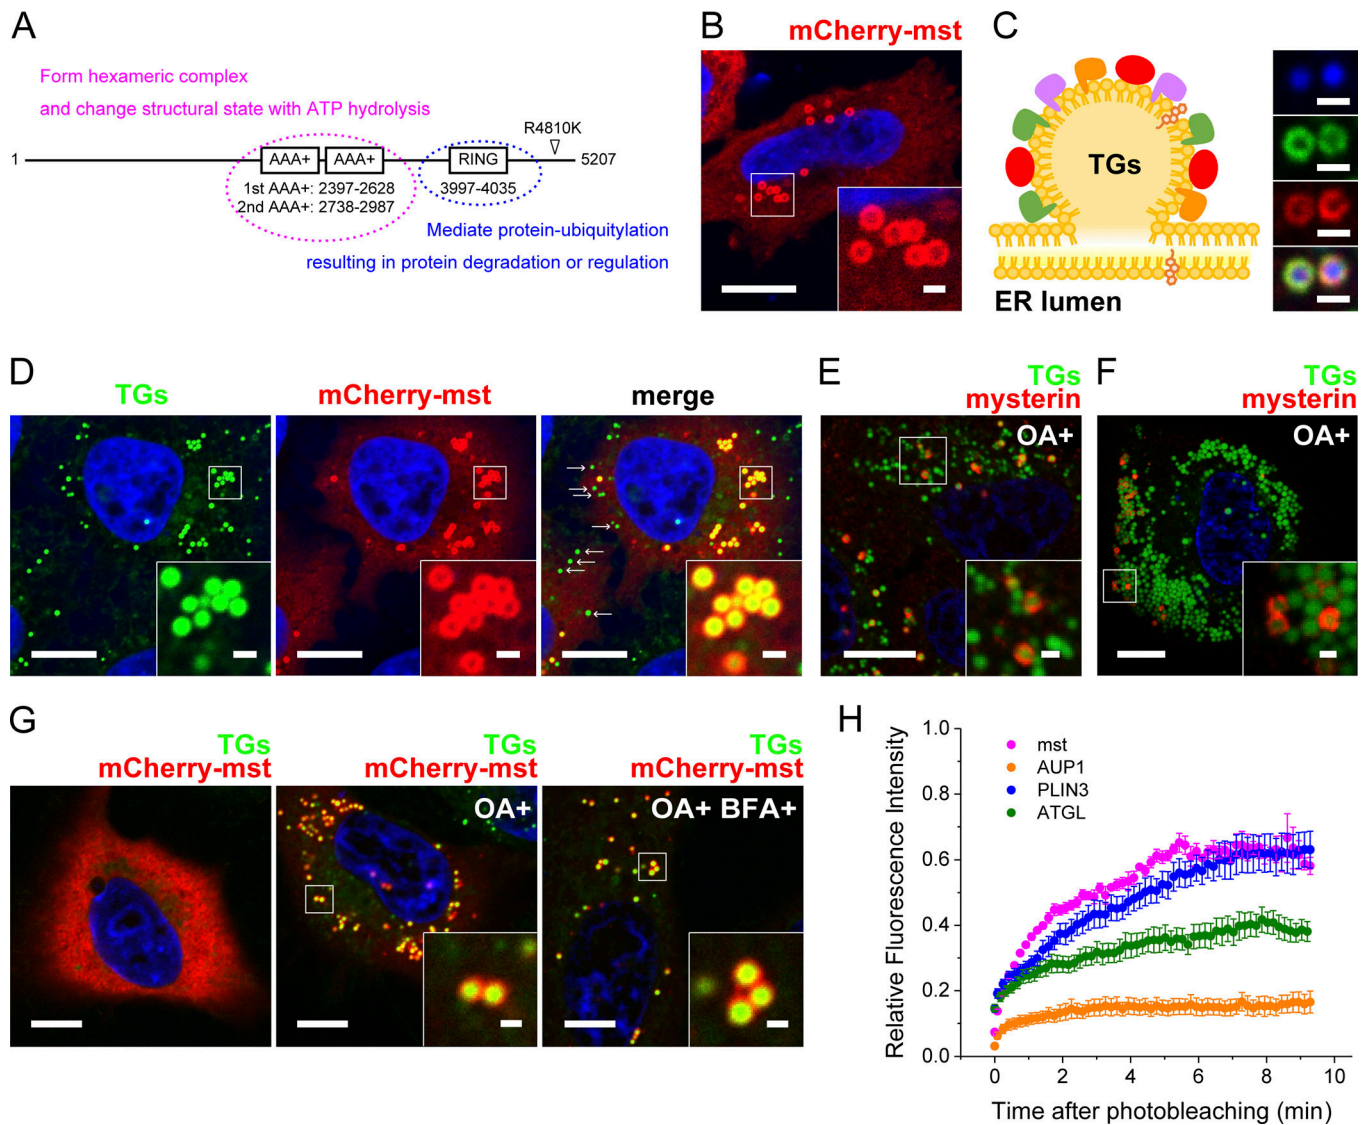 A
Form hexameric complex
and change structural state with ATP hydrolysis
R4810K
1
AAA+
AAA+
RING
5207
1st AAA+: 2397-2628
2nd AAA+: 2738-2987
3997-4035
Mediate protein-ubiquitylation
resulting in protein degradation or regulation
B
mCherry-mst
C
TGs
ER lumen
D
TGs
mCherry-mst
merge
E
TGs
mysterin
OA+
F
TGs
mysterin
OA+
G
TGs
mCherry-mst
TGs
mCherry-mst
OA+
TGs
mCherry-mst
OA+ BFA+
H
Relative Fluorescence Intensity
1.0
0.8
0.6
0.4
0.2
0.0
mst
AUP1
PLIN3
ATGL
0 2 4 6 8 10
Time after photobleaching (min)